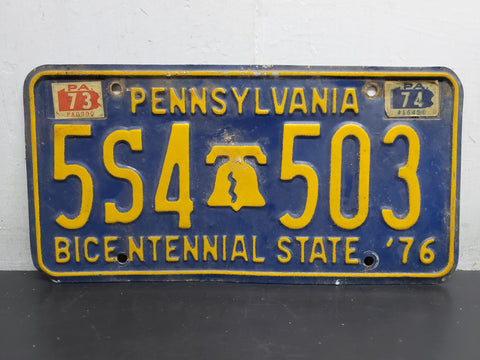 PA 73
PA 74
PENNSYLVANIA
5S4 503
BICENTENNIAL STATE '76